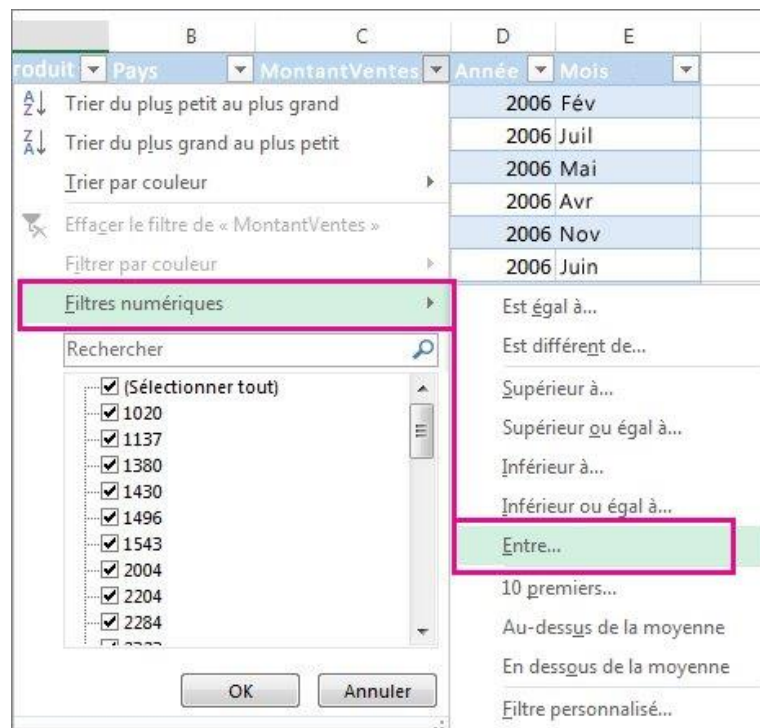 B C D E
roduit Pays MontantVentes Année Mois
Trier du plus petit au plus grand
Trier du plus grand au plus petit
Trier par couleur
Effacer le filtre de « MontantVentes »
Filtrer par couleur
Filtres numériques
Rechercher
(Sélectionner tout)
1020
1137
1380
1430
1496
1543
2004
2204
2284
OK Annuler
2006 Fév
2006 Juil
2006 Mai
2006 Avr
2006 Nov
2006 Juin
Est égal à...
Est différent de...
Supérieur à...
Supérieur ou égal à...
Inférieur à...
Inférieur ou égal à...
Entre...
10 premiers...
Au-dessus de la moyenne
En dessous de la moyenne
Filtre personnalisé...